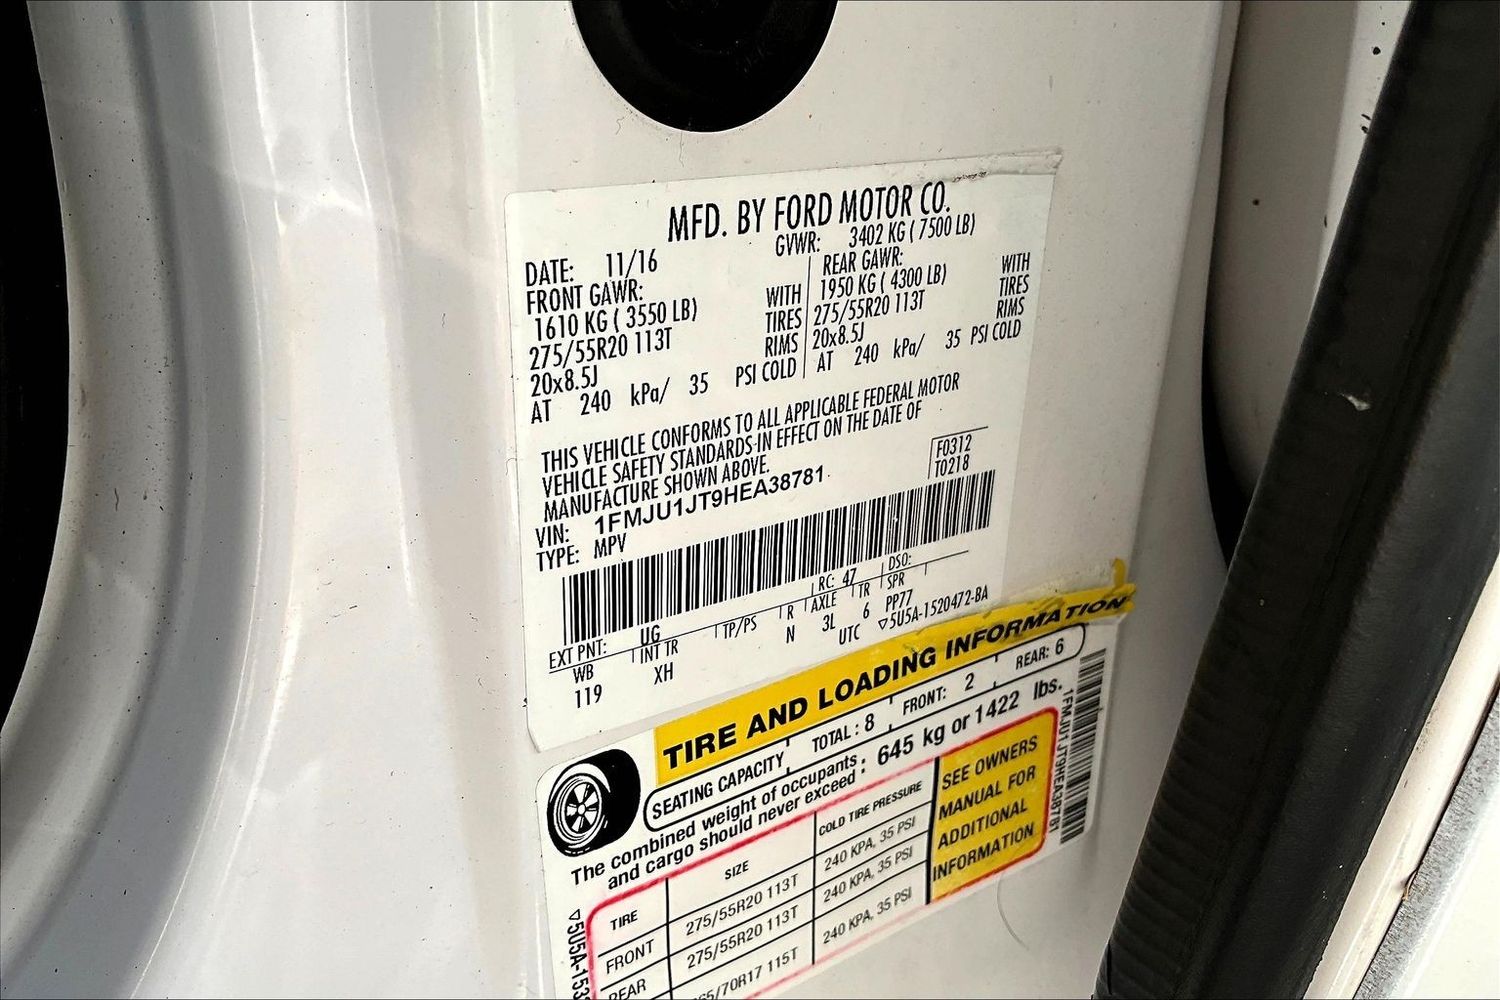 MFD. BY FORD MOTOR CO.
DATE: 11/16 GVWR: 3402 KG ( 7500 LB)
FRONT GAWR: REAR GAWR:
1610 KG ( 3550 LB) WITH 1950 KG ( 4300 LB) WITH
275/55R20 113T TIRES 275/55R20 113T TIRES
20x8.5J RIMS 20x8.5J RIMS
AT 240 kPa/ 35 PSI COLD AT 240 kPa/ 35 PSI COLD
THIS VEHICLE CONFORMS TO ALL APPLICABLE FEDERAL MOTOR
VEHICLE SAFETY STANDARDS IN EFFECT ON THE DATE OF
MANUFACTURE SHOWN ABOVE.
F0312
T0218
VIN: 1FMJU1JT9HEA38781
TYPE: MPV
EXT PNT: UG RC: 47 DSO:
WB INT TR TP/PS R AXLE TR SPR
119 XH N 3L 6 PP77
UTC ▽5U5A-1520472-BA
TIRE AND LOADING INFORMATION
SEATING CAPACITY TOTAL: 8 FRONT: 2 REAR: 6
The combined weight of occupants
and cargo should never exceed : 645 kg or 1422 lbs.
TIRE SIZE COLD TIRE PRESSURE
FRONT 275/55R20 113T 240 KPA, 35 PSI
REAR 275/55R20 113T 240 KPA, 35 PSI
65/70R17 115T 240 KPA, 35 PSI
SEE OWNERS
MANUAL FOR
ADDITIONAL
INFORMATION
1FMJU1JT9HEA38781
▽5U5A-153